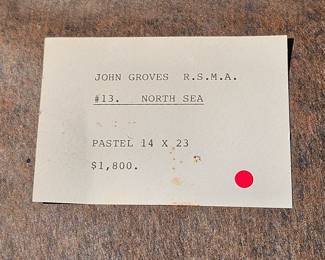 JOHN GROVES R.S.M.A.
#13. NORTH SEA
PASTEL 14 X 23
$1,800.